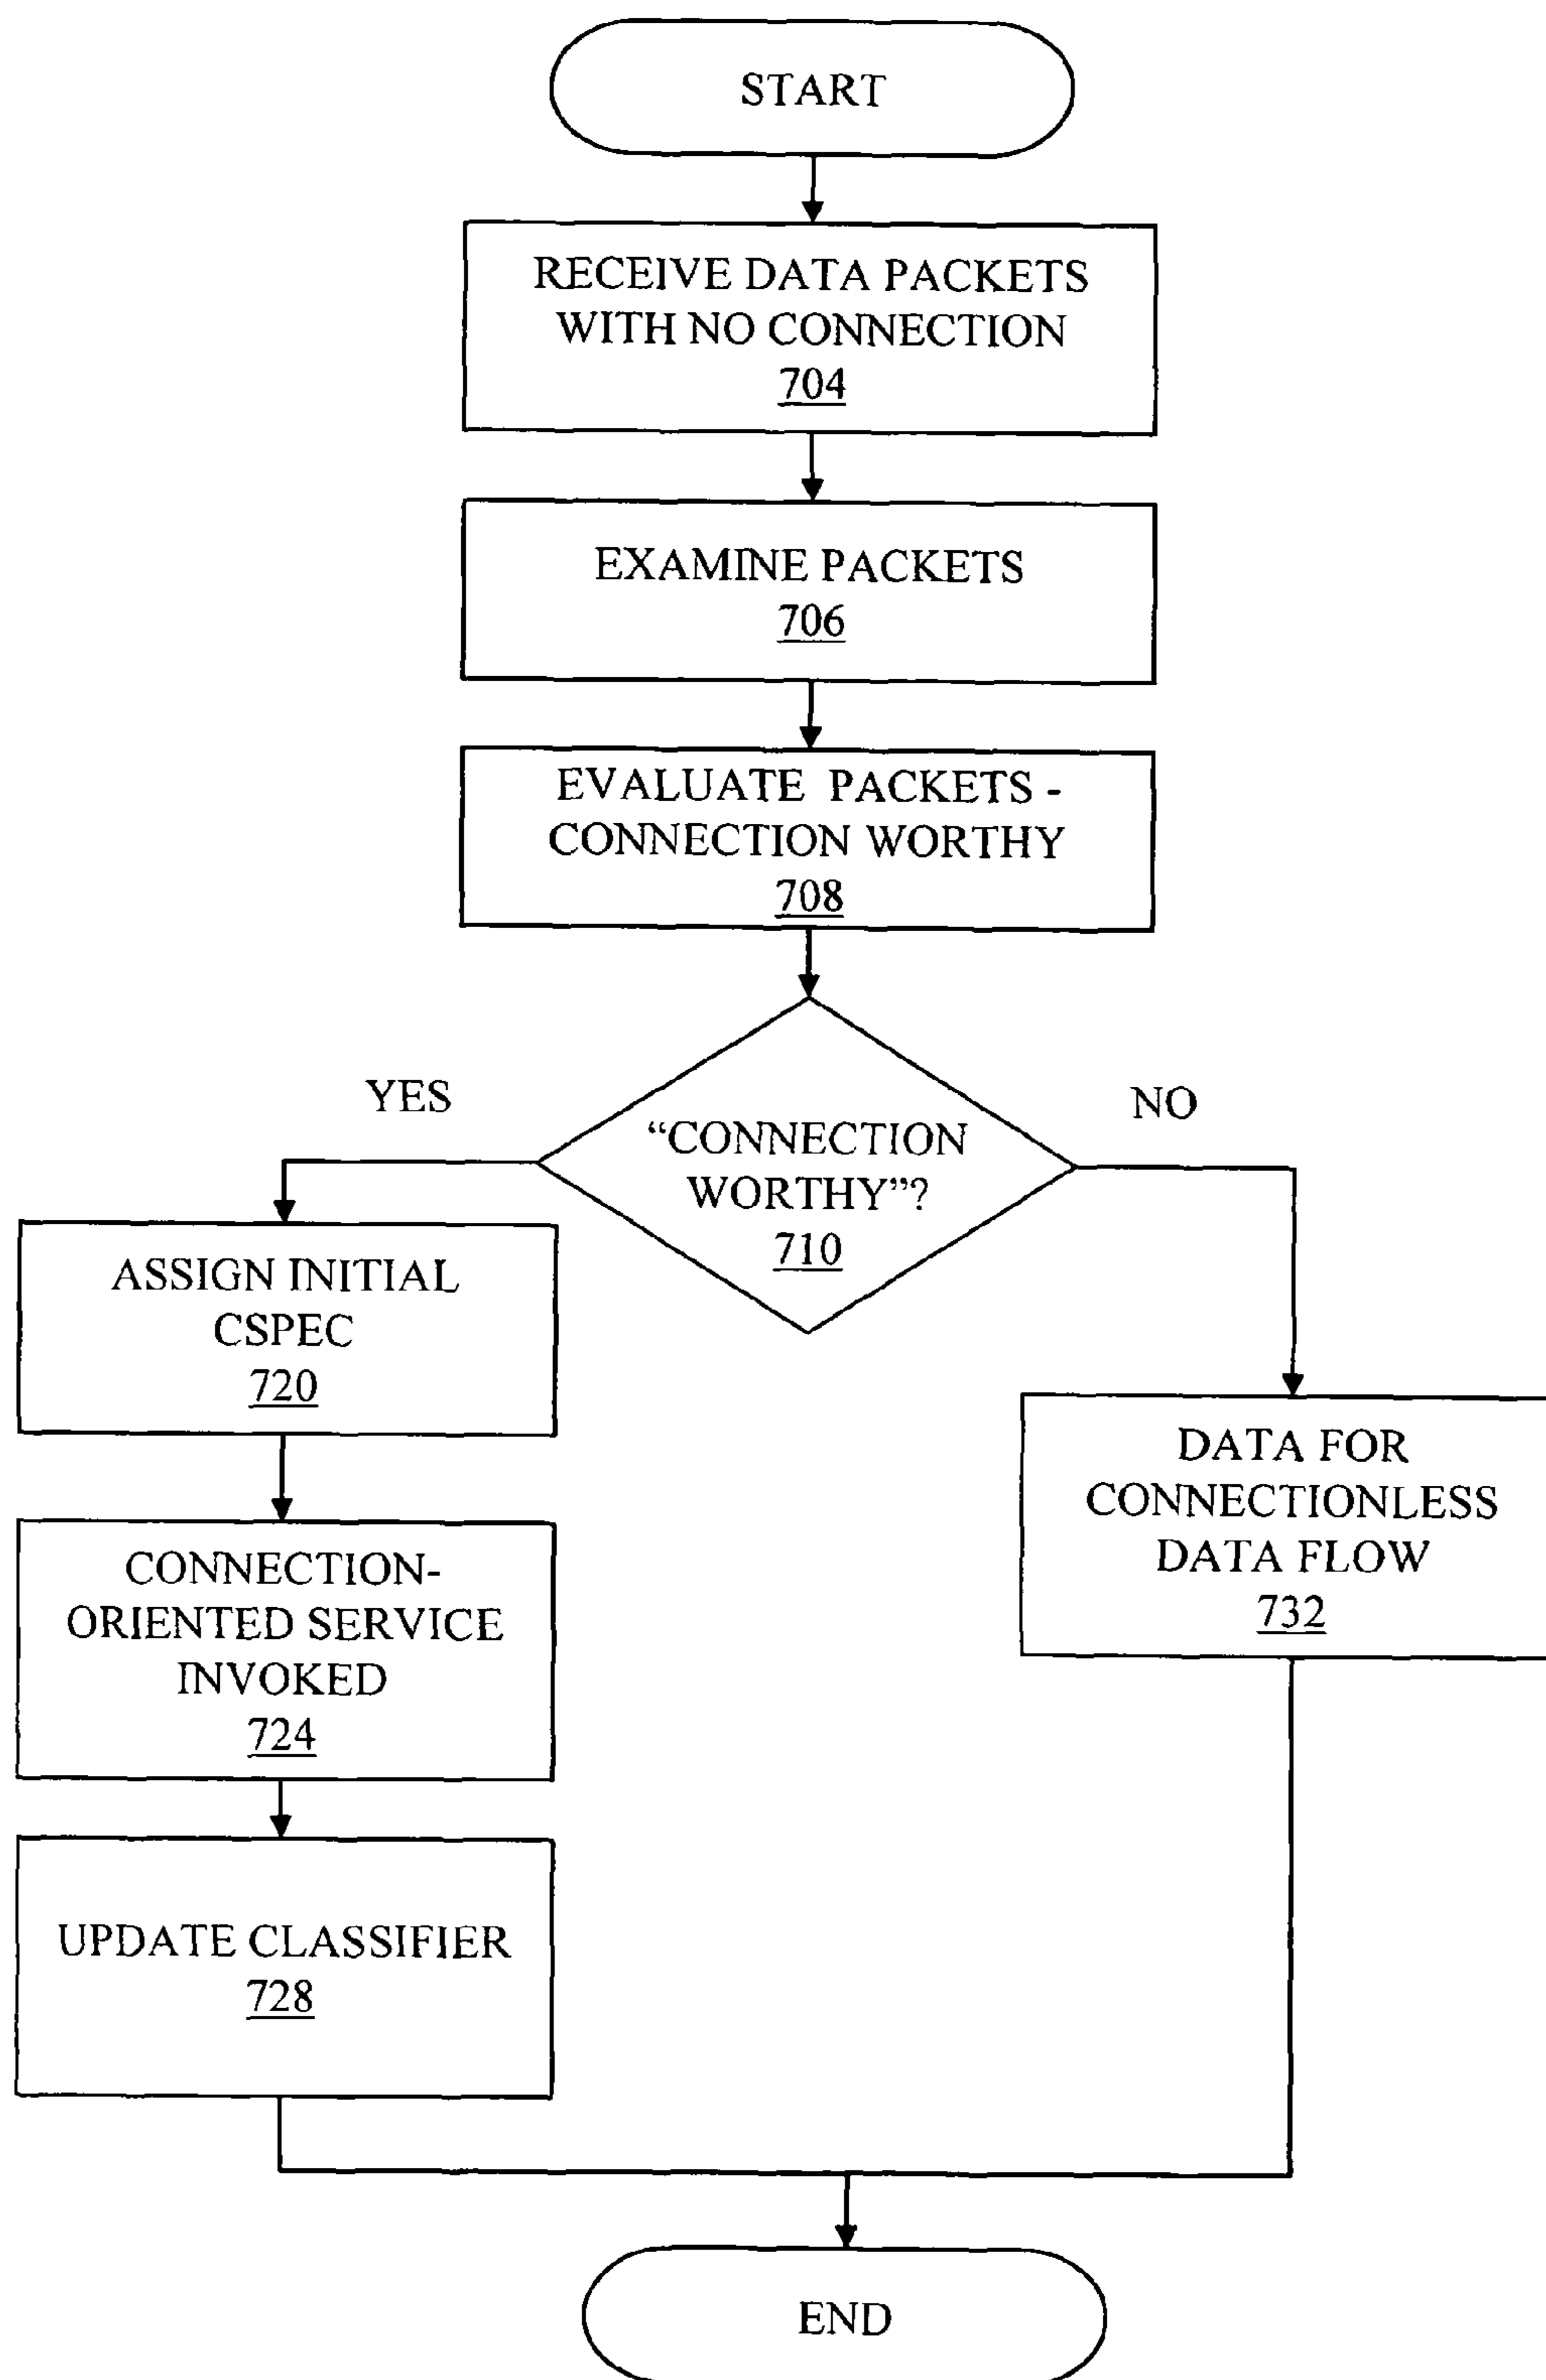 START
RECEIVE DATA PACKETS
WITH NO CONNECTION
704
EXAMINE PACKETS
706
EVALUATE PACKETS -
CONNECTION WORTHY
708
YES
NO
“CONNECTION
WORTHY”?
710
ASSIGN INITIAL
CSPEC
720
CONNECTION-
ORIENTED SERVICE
INVOKED
724
UPDATE CLASSIFIER
728
DATA FOR
CONNECTIONLESS
DATA FLOW
732
END